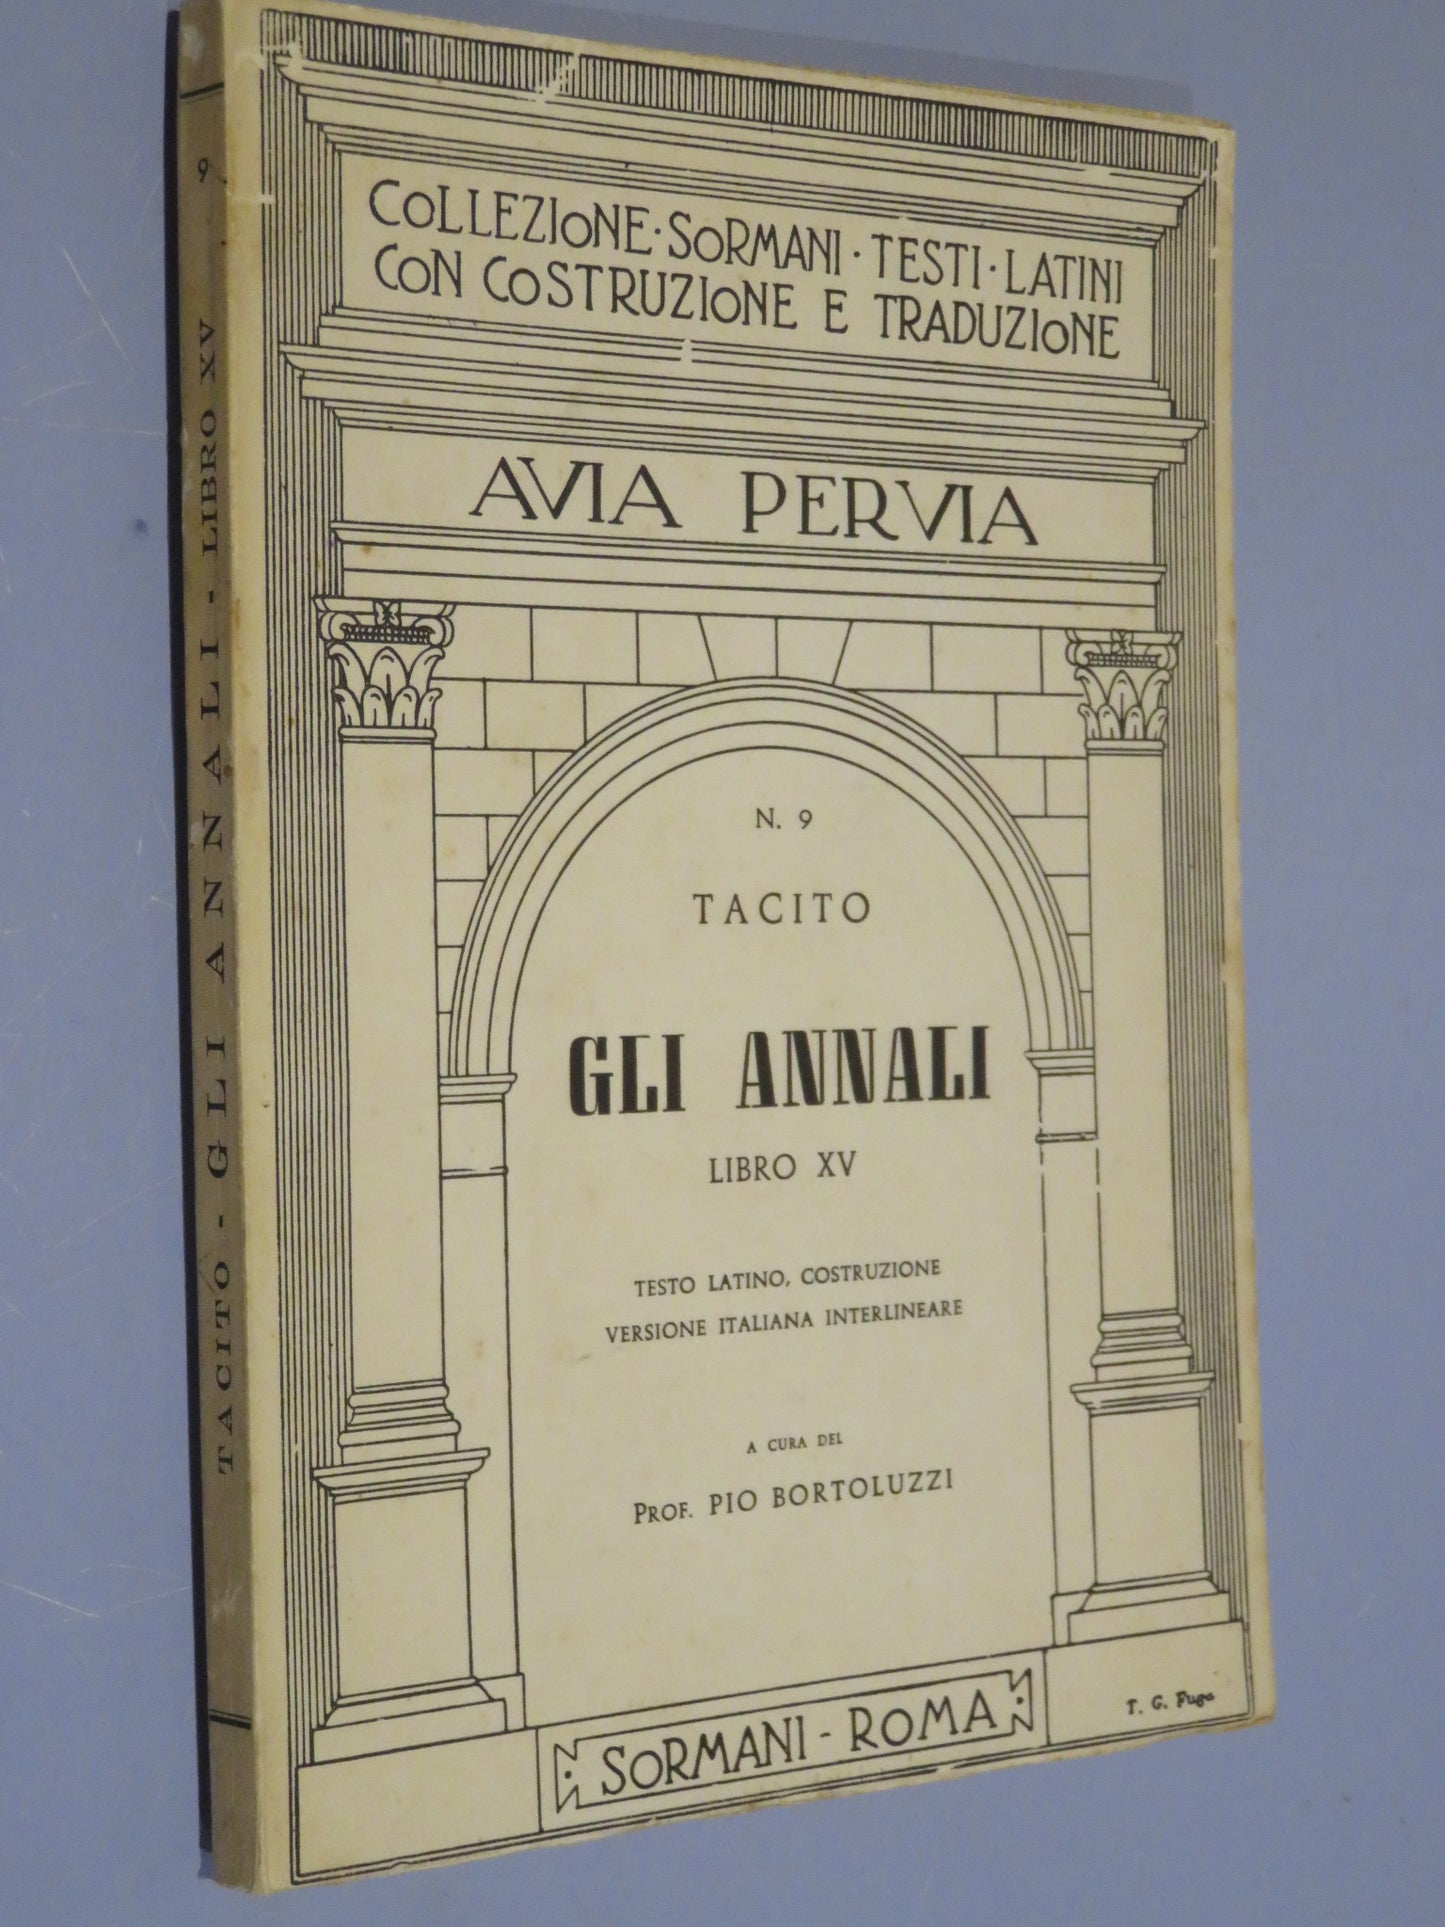 COLLEZIONE · SORMANI · TESTI · LATINI
CON COSTRUZIONE E TRADUZIONE
AVIA PERVIA
N. 9
TACITO
GLI ANNALI
LIBRO XV
TESTO LATINO, COSTRUZIONE
VERSIONE ITALIANA INTERLINEARE
A CURA DEL
PROF. PIO BORTOLUZZI
SORMANI - ROMA
T. G. Fuga
TACITO - GLI ANNALI - LIBRO XV
9